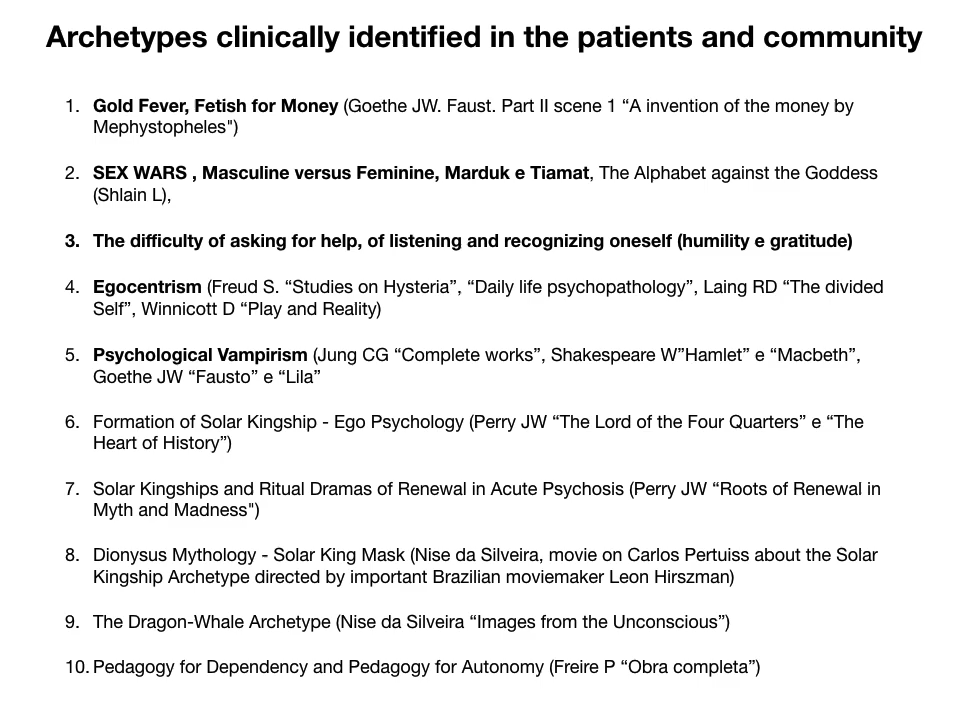 Archetypes clinically identified in the patients and community
1. Gold Fever, Fetish for Money (Goethe JW. Faust. Part II scene 1 “A invention of the money by
Mephystopheles")
2. SEX WARS , Masculine versus Feminine, Marduk e Tiamat, The Alphabet against the Goddess
(Shlain L),
3. The difficulty of asking for help, of listening and recognizing oneself (humility e gratitude)
4. Egocentrism (Freud S. “Studies on Hysteria”, “Daily life psychopathology”, Laing RD “The divided
Self”, Winnicott D “Play and Reality)
5. Psychological Vampirism (Jung CG “Complete works”, Shakespeare W”Hamlet” e “Macbeth”,
Goethe JW “Fausto” e “Lila”
6. Formation of Solar Kingship - Ego Psychology (Perry JW “The Lord of the Four Quarters” e “The
Heart of History”)
7. Solar Kingships and Ritual Dramas of Renewal in Acute Psychosis (Perry JW “Roots of Renewal in
Myth and Madness")
8. Dionysus Mythology - Solar King Mask (Nise da Silveira, movie on Carlos Pertuiss about the Solar
Kingship Archetype directed by important Brazilian moviemaker Leon Hirszman)
9. The Dragon-Whale Archetype (Nise da Silveira “Images from the Unconscious”)
10. Pedagogy for Dependency and Pedagogy for Autonomy (Freire P “Obra completa”)